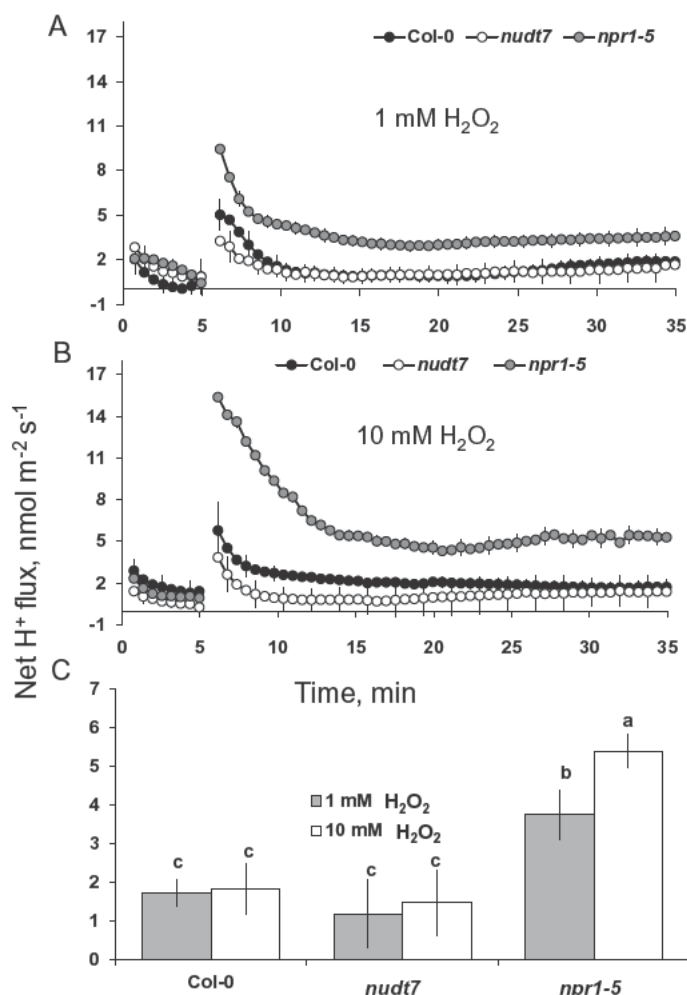 A
17
14
11
8
5
2
-1
Col-0 nudt7 npr1-5
1 mM H₂O₂
0 5 10 15 20 25 30 35
B
17
14
11
8
5
2
-1
Col-0 nudt7 npr1-5
10 mM H₂O₂
0 5 10 15 20 25 30 35
Net H⁺ flux, nmol m⁻² s⁻¹
Time, min
C
7
6
5
4
3
2
1
0
1 mM H₂O₂
10 mM H₂O₂
c c c c b a
Col-0 nudt7 npr1-5